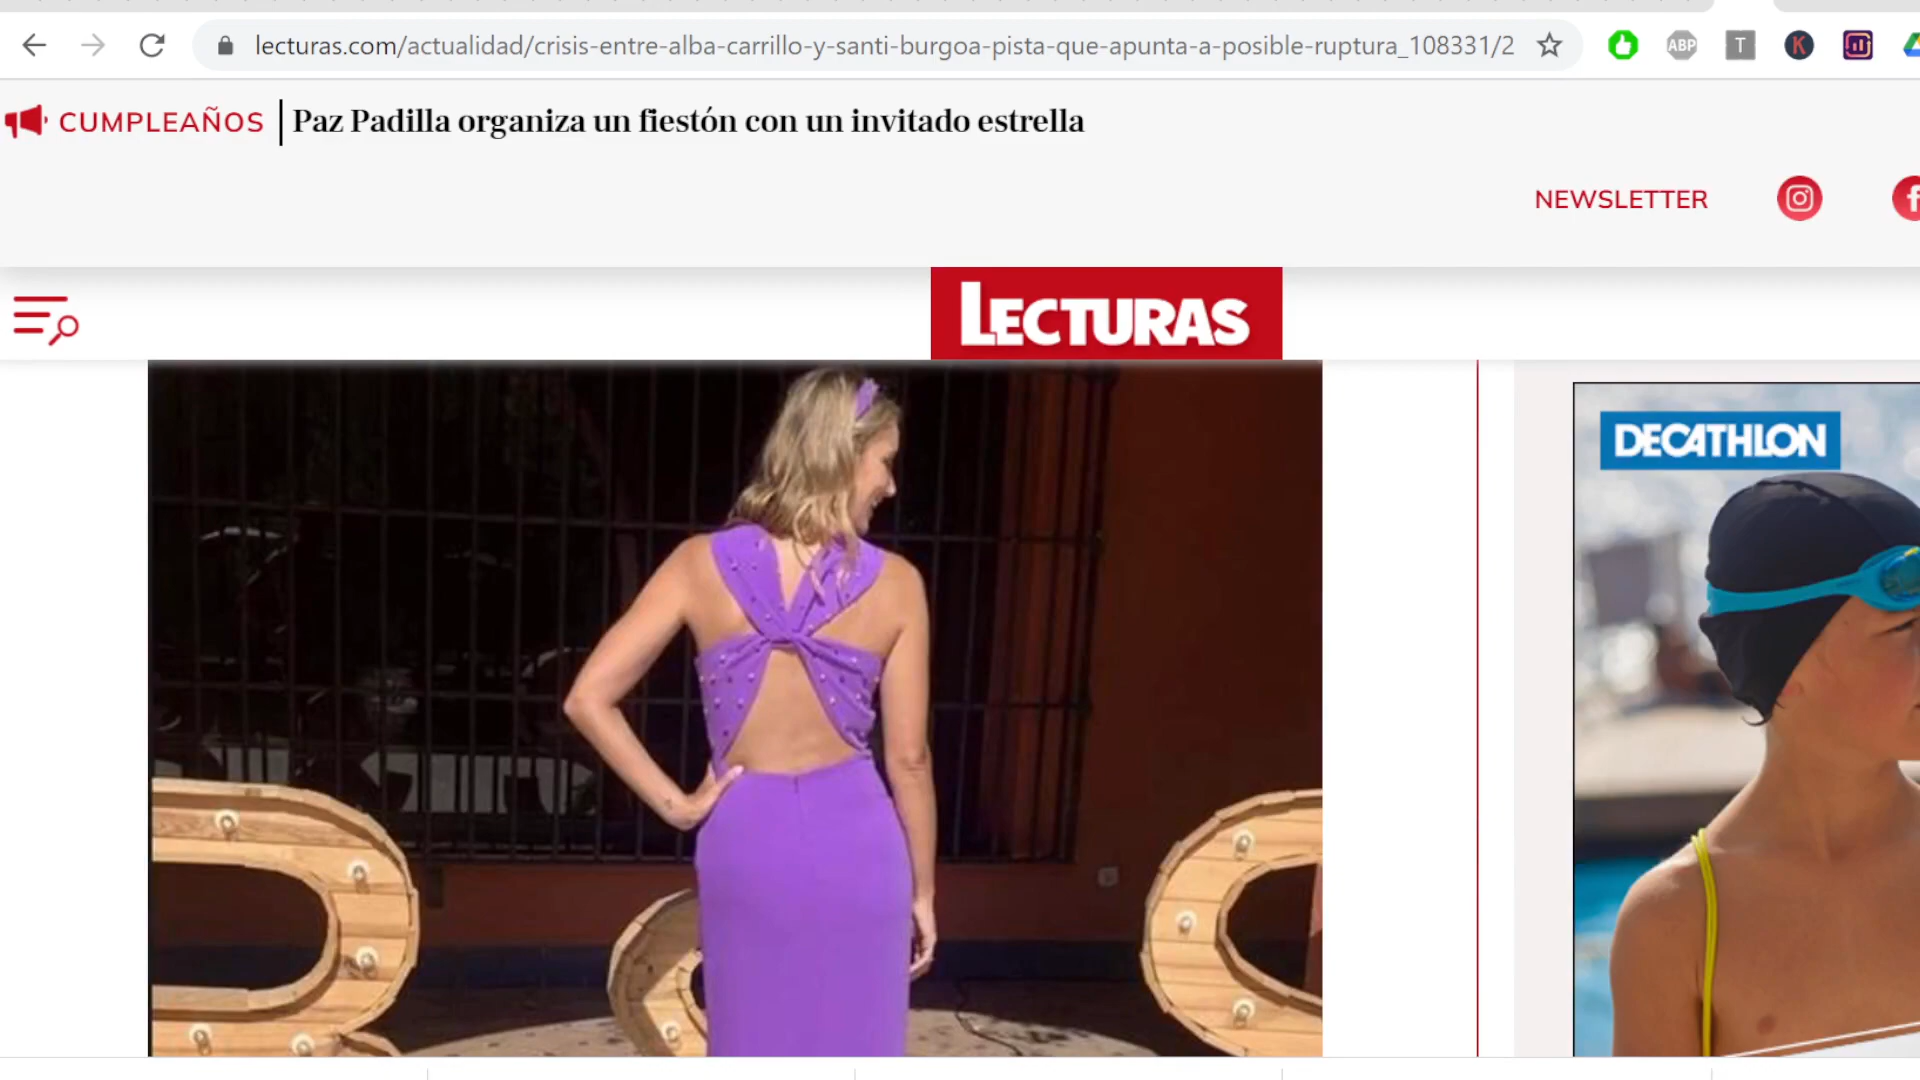 lecturas.com/actualidad/crisis-entre-alba-carrillo-y-santi-burgoa-pista-que-apunta-a-posible-ruptura_108331/2
ABP
T
K
CUMPLEAÑOS
Paz Padilla organiza un fiestón con un invitado estrella
NEWSLETTER
LECTURAS
DECATHLON